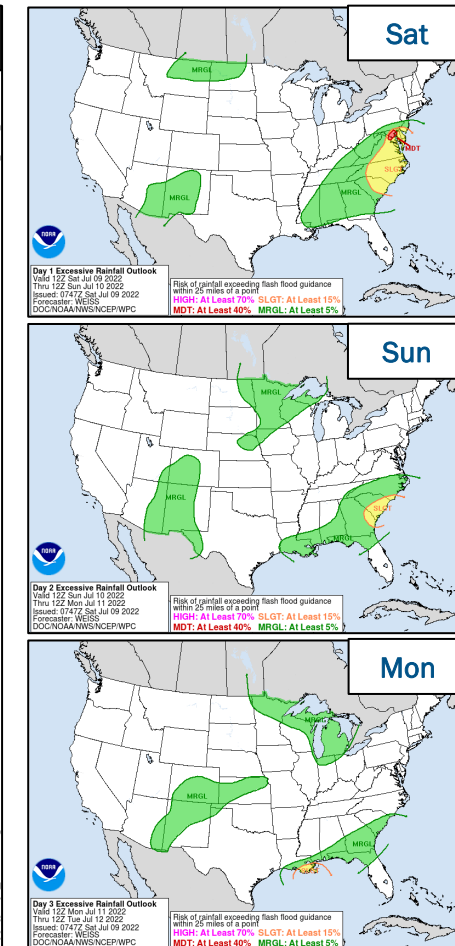 Sat
MRGL
MDT
SLGT
MRGL
MRGL
NOAA
Day 1 Excessive Rainfall Outlook
Valid 12Z Sat Jul 09 2022
Thru 12Z Sun Jul 10 2022
Issued: 0747Z Sat Jul 09 2022
Forecaster: WEISS
DOC/NOAA/NWS/NCEP/WPC
Risk of rainfall exceeding flash flood guidance
within 25 miles of a point
HIGH: At Least 70% SLGT: At Least 15%
MDT: At Least 40% MRGL: At Least 5%
Sun
MRGL
MRGL
SLGT
MRGL
NOAA
Day 2 Excessive Rainfall Outlook
Valid 12Z Sun Jul 10 2022
Thru 12Z Mon Jul 11 2022
Issued: 0747Z Sat Jul 09 2022
Forecaster: WEISS
DOC/NOAA/NWS/NCEP/WPC
Risk of rainfall exceeding flash flood guidance
within 25 miles of a point
HIGH: At Least 70% SLGT: At Least 15%
MDT: At Least 40% MRGL: At Least 5%
Mon
MRGL
MRGL
MRGL
NOAA
Day 3 Excessive Rainfall Outlook
Valid 12Z Mon Jul 11 2022
Thru 12Z Tue Jul 12 2022
Issued: 0747Z Sat Jul 09 2022
Forecaster: WEISS
DOC/NOAA/NWS/NCEP/WPC
Risk of rainfall exceeding flash flood guidance
within 25 miles of a point
HIGH: At Least 70% SLGT: At Least 15%
MDT: At Least 40% MRGL: At Least 5%